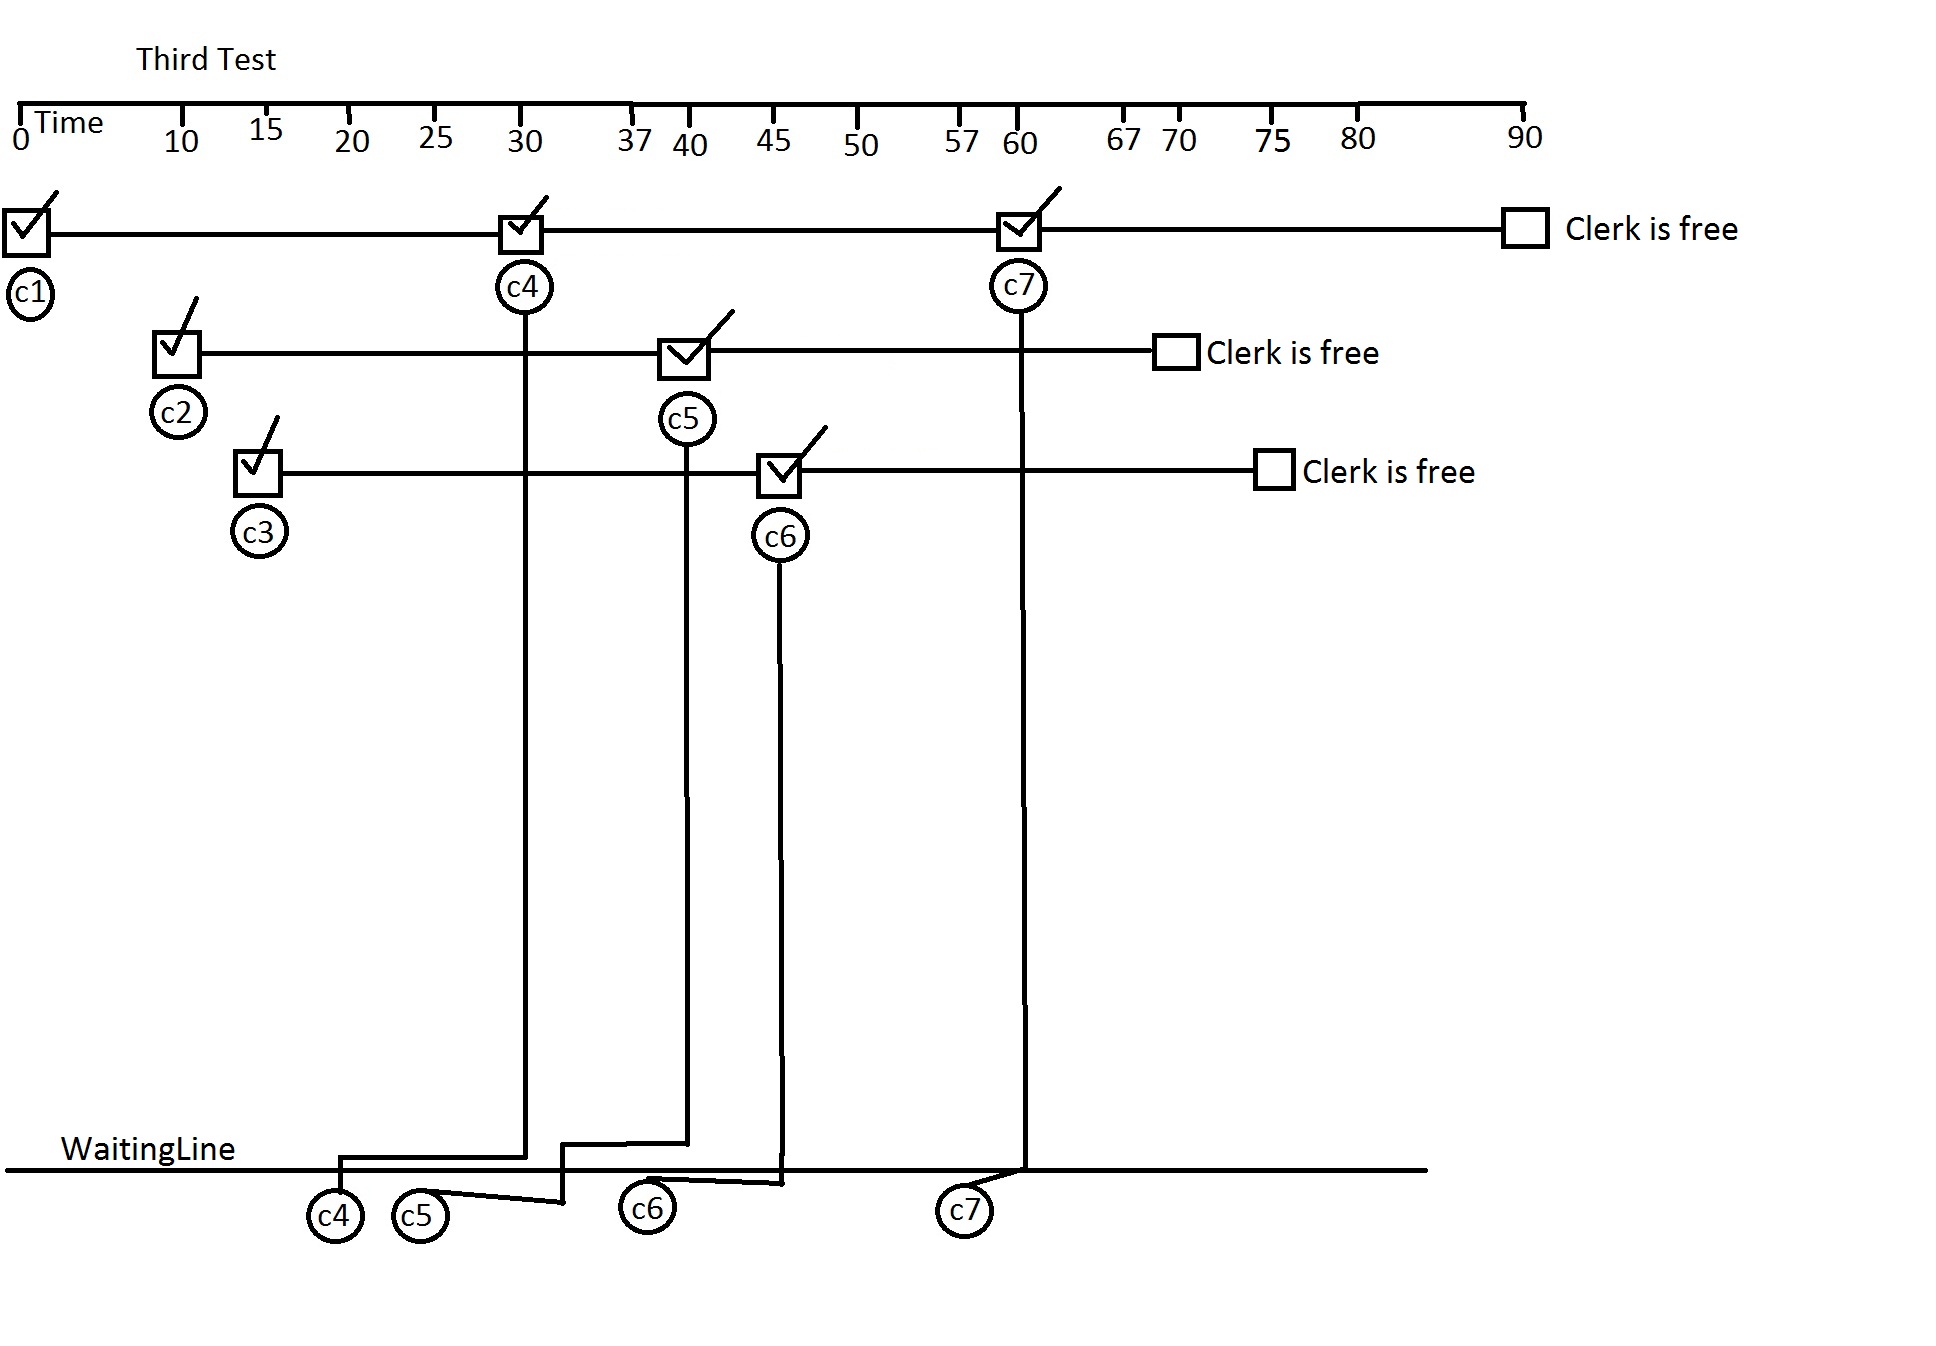 Third Test
Time
0 10 15 20 25 30 37 40 45 50 57 60 67 70 75 80 90
Clerk is free
c1 c4 c7
Clerk is free
c2 c5
Clerk is free
c3 c6
WaitingLine
c4 c5 c6 c7